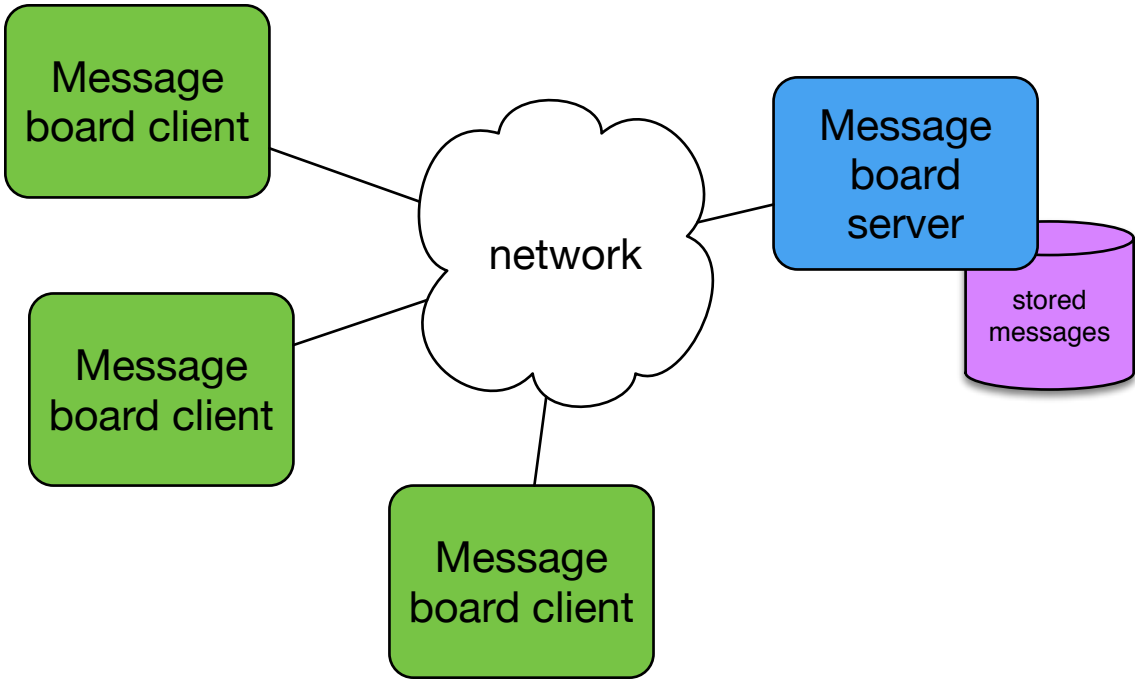 Message
board client
Message
board
server
network
stored
messages
Message
board client
Message
board client